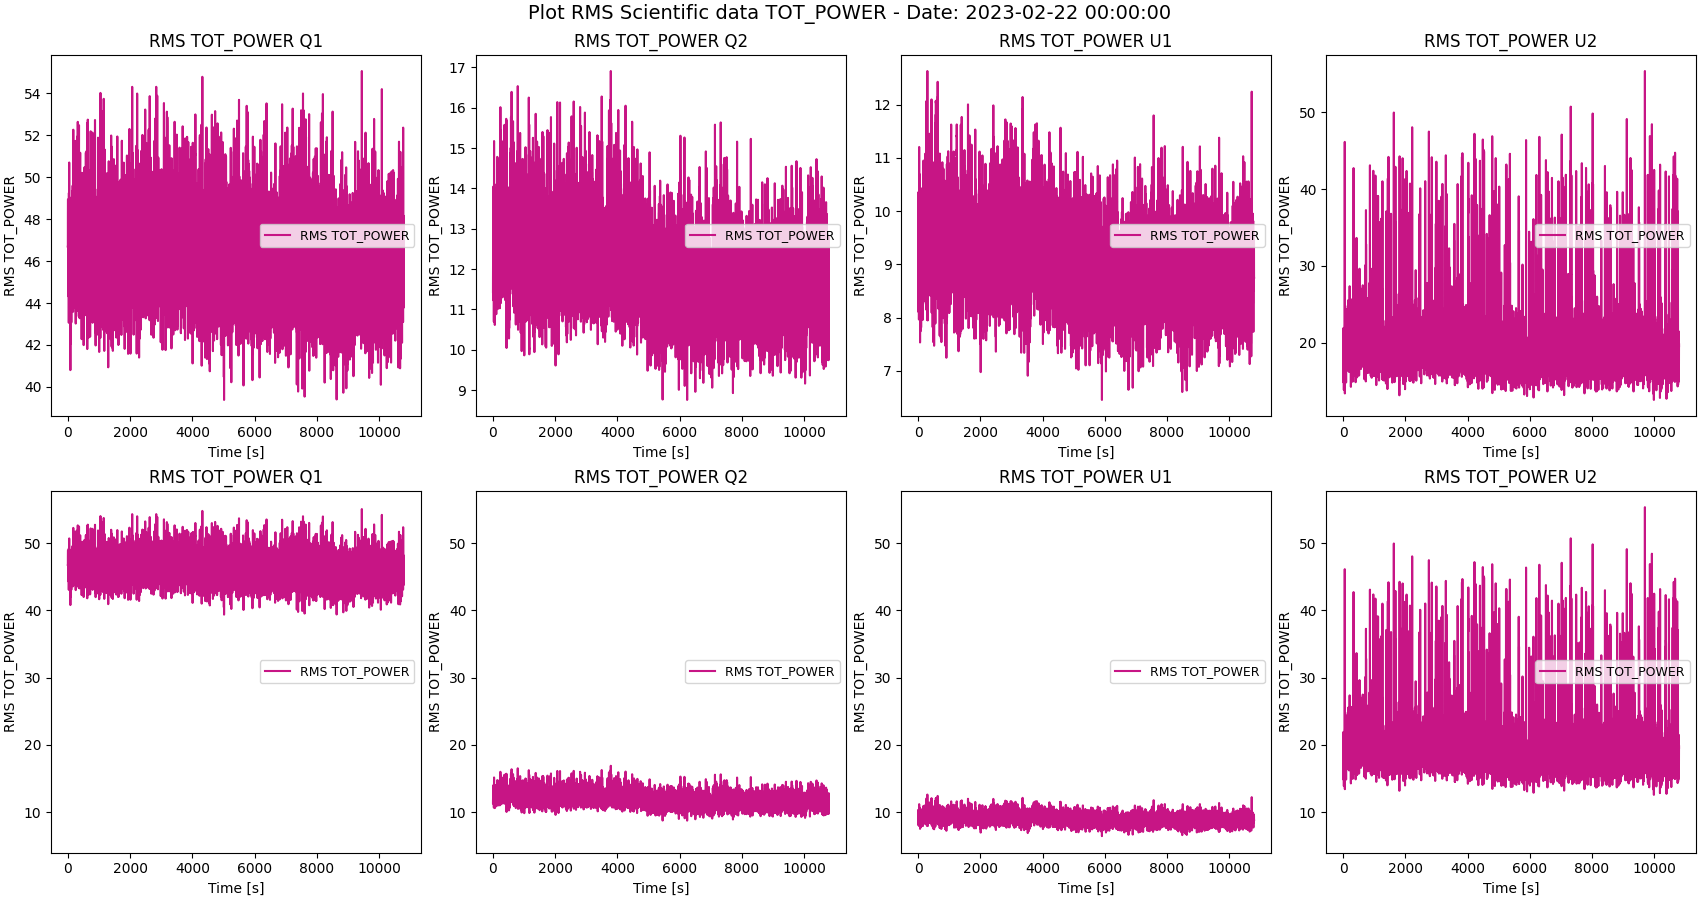 Plot RMS Scientific data TOT_POWER - Date: 2023-02-22 00:00:00
RMS TOT_POWER Q1
RMS TOT_POWER
54
52
50
48
46
44
42
40
0 2000 4000 6000 8000 10000
Time [s]
RMS TOT_POWER
RMS TOT_POWER Q2
RMS TOT_POWER
17
16
15
14
13
12
11
10
9
0 2000 4000 6000 8000 10000
Time [s]
RMS TOT_POWER
RMS TOT_POWER U1
RMS TOT_POWER
12
11
10
9
8
7
0 2000 4000 6000 8000 10000
Time [s]
RMS TOT_POWER
RMS TOT_POWER U2
RMS TOT_POWER
50
40
30
20
0 2000 4000 6000 8000 10000
Time [s]
RMS TOT_POWER
RMS TOT_POWER Q1
RMS TOT_POWER
50
40
30
20
10
0 2000 4000 6000 8000 10000
Time [s]
RMS TOT_POWER
RMS TOT_POWER Q2
RMS TOT_POWER
50
40
30
20
10
0 2000 4000 6000 8000 10000
Time [s]
RMS TOT_POWER
RMS TOT_POWER U1
RMS TOT_POWER
50
40
30
20
10
0 2000 4000 6000 8000 10000
Time [s]
RMS TOT_POWER
RMS TOT_POWER U2
RMS TOT_POWER
50
40
30
20
10
0 2000 4000 6000 8000 10000
Time [s]
RMS TOT_POWER